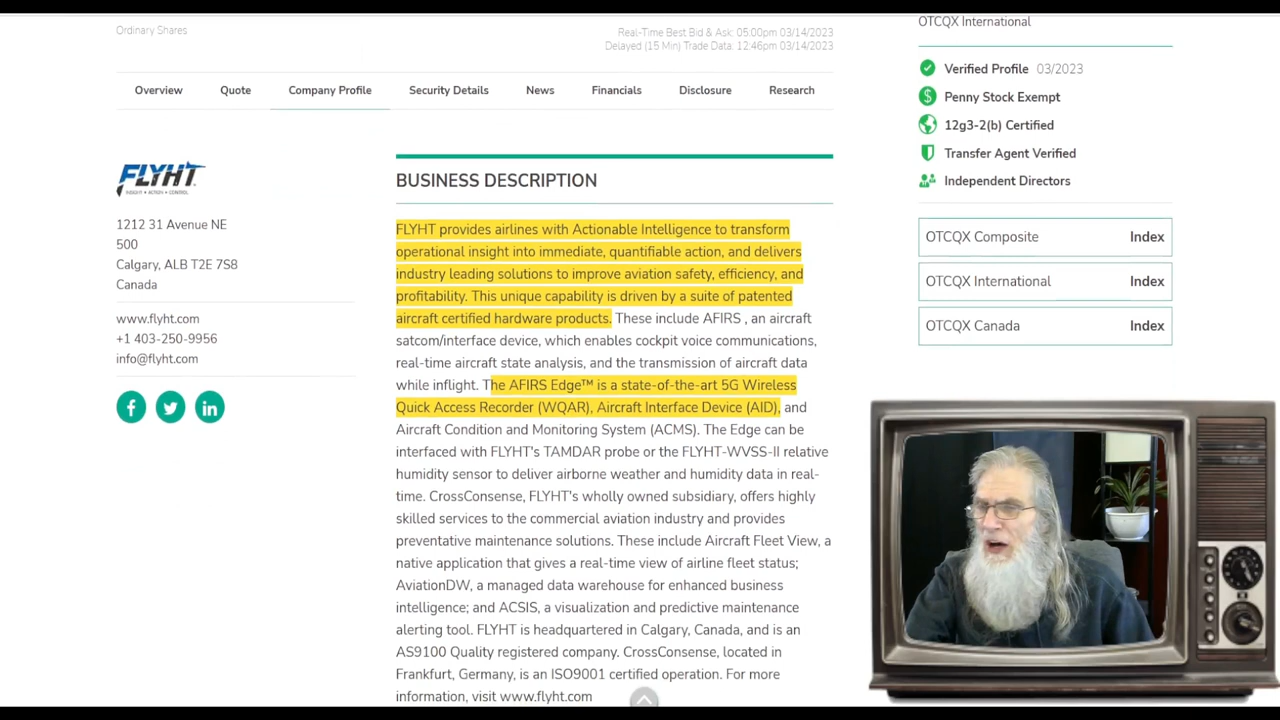 Ordinary Shares
Real-Time Best Bid & Ask: 05:00pm 03/14/2023
Delayed (15 Min) Trade Data: 12:46pm 03/14/2023
Overview
Quote
Company Profile
Security Details
News
Financials
Disclosure
Research
FLYHT
INSIGHT • ACTION • CONTROL
1212 31 Avenue NE
500
Calgary, ALB T2E 7S8
Canada
www.flyht.com
+1 403-250-9956
info@flyht.com
BUSINESS DESCRIPTION
FLYHT provides airlines with Actionable Intelligence to transform
operational insight into immediate, quantifiable action, and delivers
industry leading solutions to improve aviation safety, efficiency, and
profitability. This unique capability is driven by a suite of patented
aircraft certified hardware products. These include AFIRS , an aircraft
satcom/interface device, which enables cockpit voice communications,
real-time aircraft state analysis, and the transmission of aircraft data
while inflight. The AFIRS Edge™ is a state-of-the-art 5G Wireless
Quick Access Recorder (WQAR), Aircraft Interface Device (AID), and
Aircraft Condition and Monitoring System (ACMS). The Edge can be
interfaced with FLYHT's TAMDAR probe or the FLYHT-WVSS-II relative
humidity sensor to deliver airborne weather and humidity data in real-
time. CrossConsense, FLYHT's wholly owned subsidiary, offers highly
skilled services to the commercial aviation industry and provides
preventative maintenance solutions. These include Aircraft Fleet View, a
native application that gives a real-time view of airline fleet status;
AviationDW, a managed data warehouse for enhanced business
intelligence; and ACSIS, a visualization and predictive maintenance
alerting tool. FLYHT is headquartered in Calgary, Canada, and is an
AS9100 Quality registered company. CrossConsense, located in
Frankfurt, Germany, is an ISO9001 certified operation. For more
information, visit www.flyht.com
OTCQX International
Verified Profile 03/2023
Penny Stock Exempt
12g3-2(b) Certified
Transfer Agent Verified
Independent Directors
OTCQX Composite Index
OTCQX International Index
OTCQX Canada Index